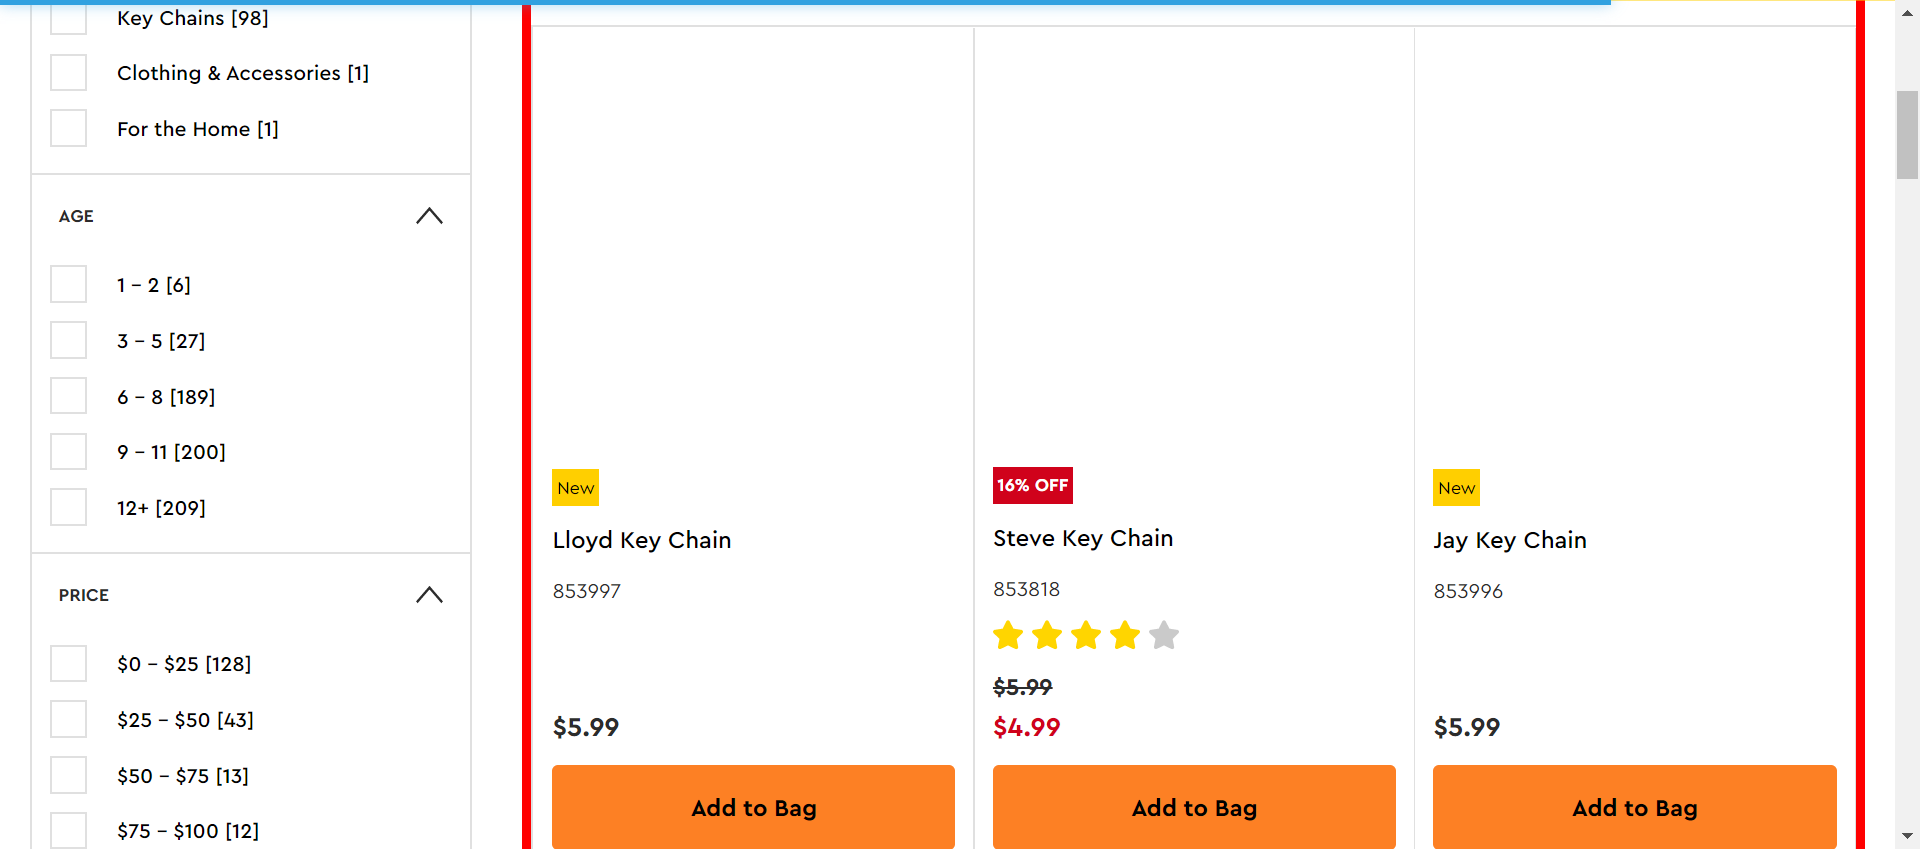 Key Chains [98]
Clothing & Accessories [1]
For the Home [1]
AGE
1 – 2 [6]
3 – 5 [27]
6 – 8 [189]
9 – 11 [200]
12+ [209]
PRICE
$0 – $25 [128]
$25 – $50 [43]
$50 – $75 [13]
$75 – $100 [12]
New
Lloyd Key Chain
853997
$5.99
Add to Bag
16% OFF
Steve Key Chain
853818
$5.99
$4.99
Add to Bag
New
Jay Key Chain
853996
$5.99
Add to Bag